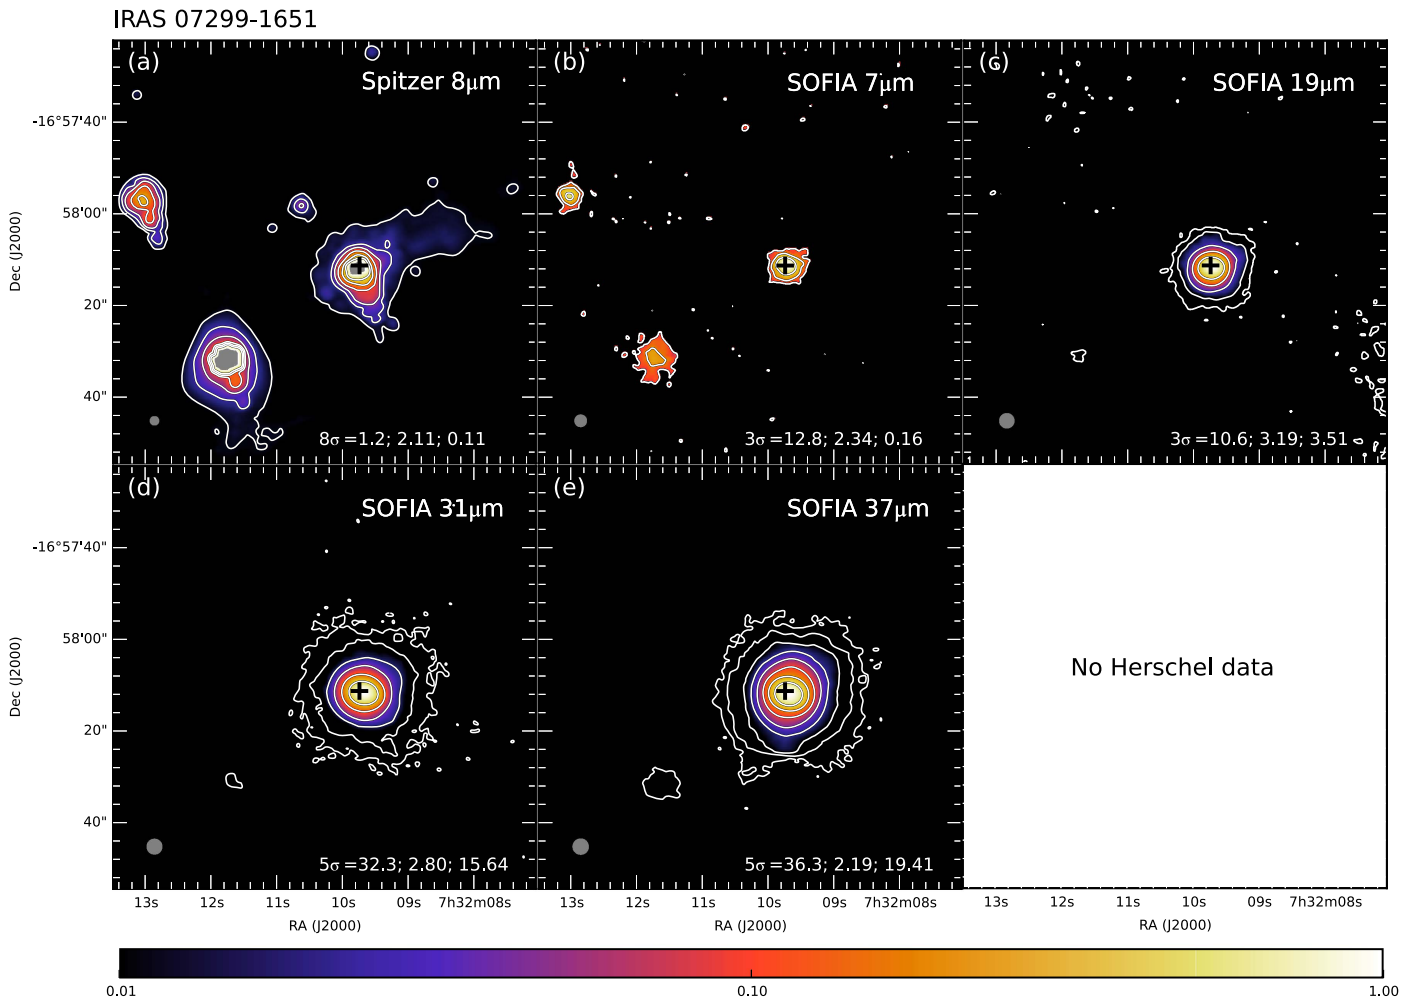 IRAS 07299-1651
(a)
Spitzer 8μm
(b)
SOFIA 7μm
(c)
SOFIA 19μm
-16°57'40"
58'00"
20"
40"
Dec (J2000)
8σ=1.2; 2.11; 0.11
3σ=12.8; 2.34; 0.16
3σ=10.6; 3.19; 3.51
(d)
SOFIA 31μm
(e)
SOFIA 37μm
-16°57'40"
58'00"
20"
40"
Dec (J2000)
No Herschel data
5σ=32.3; 2.80; 15.64
5σ=36.3; 2.19; 19.41
13s 12s 11s 10s 09s 7h32m08s
13s 12s 11s 10s 09s 7h32m08s
13s 12s 11s 10s 09s 7h32m08s
RA (J2000)
RA (J2000)
RA (J2000)
0.01 0.10 1.00